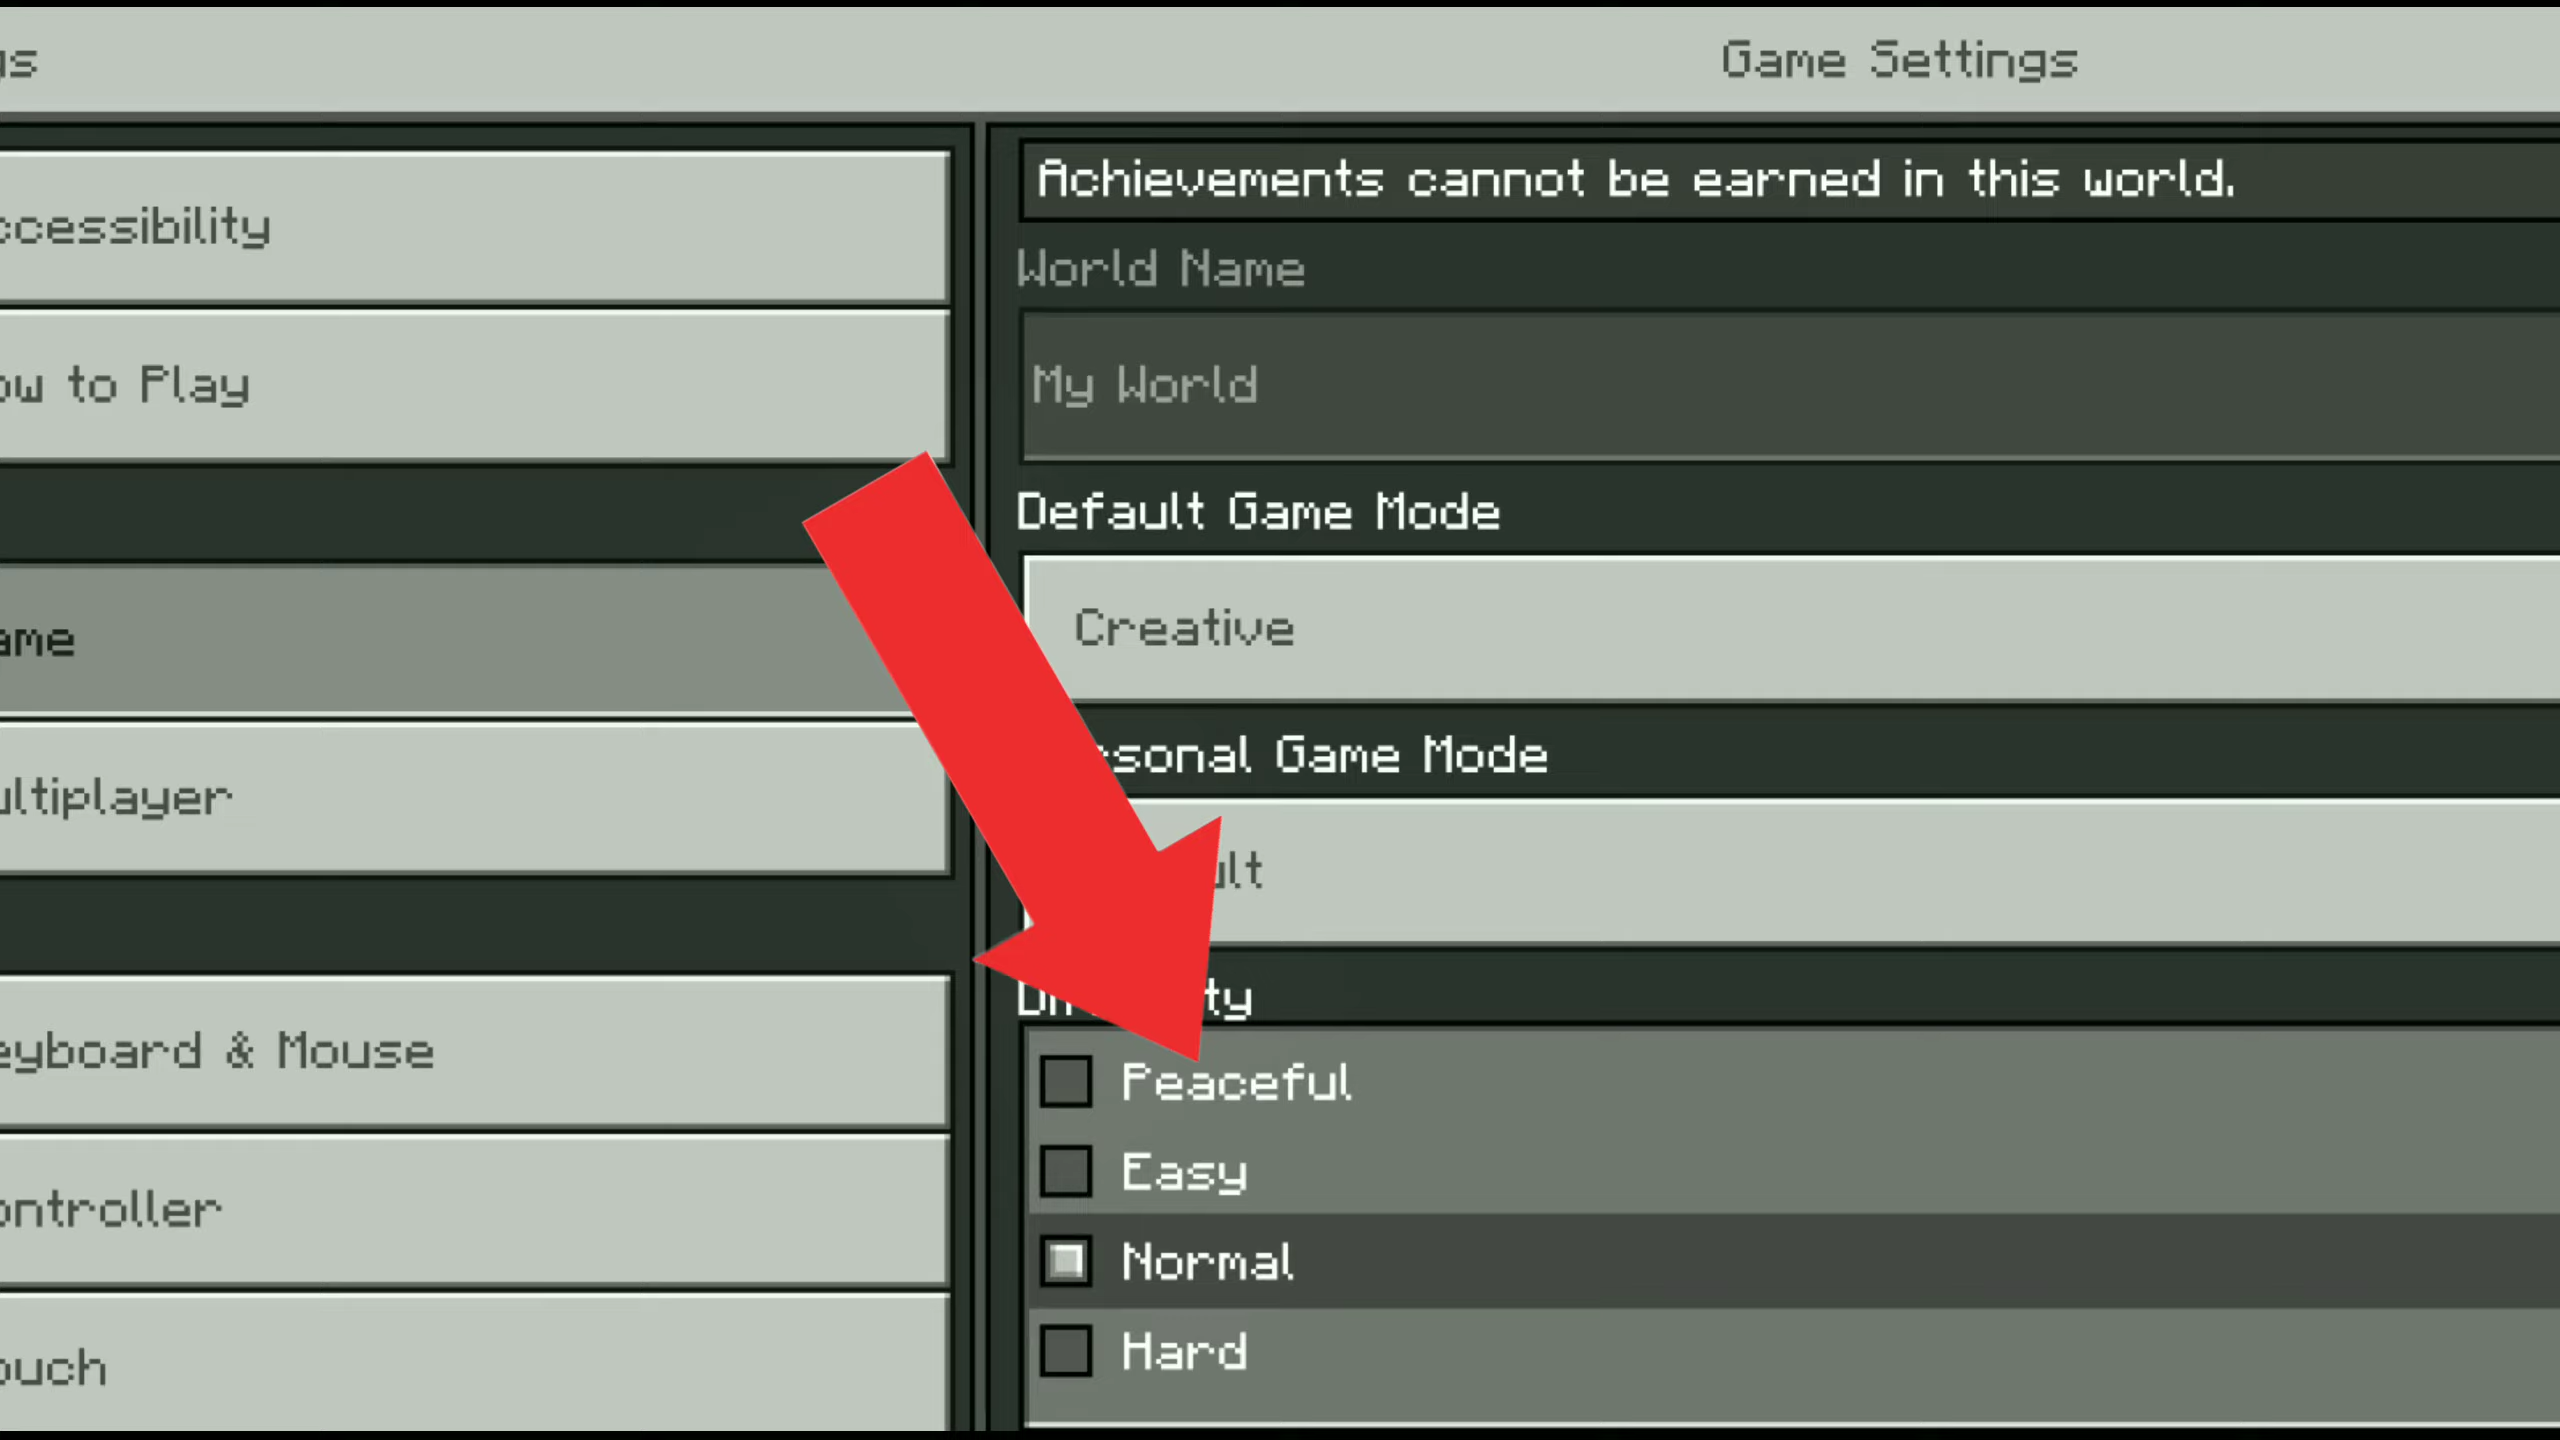 gs
Game Settings
ccessibility
ow to Play
ame
ultiplayer
eyboard & Mouse
ontroller
ouch
Achievements cannot be earned in this world.
World Name
My World
Default Game Mode
Creative
sonal Game Mode
ult
ty
Peaceful
Easy
Normal
Hard